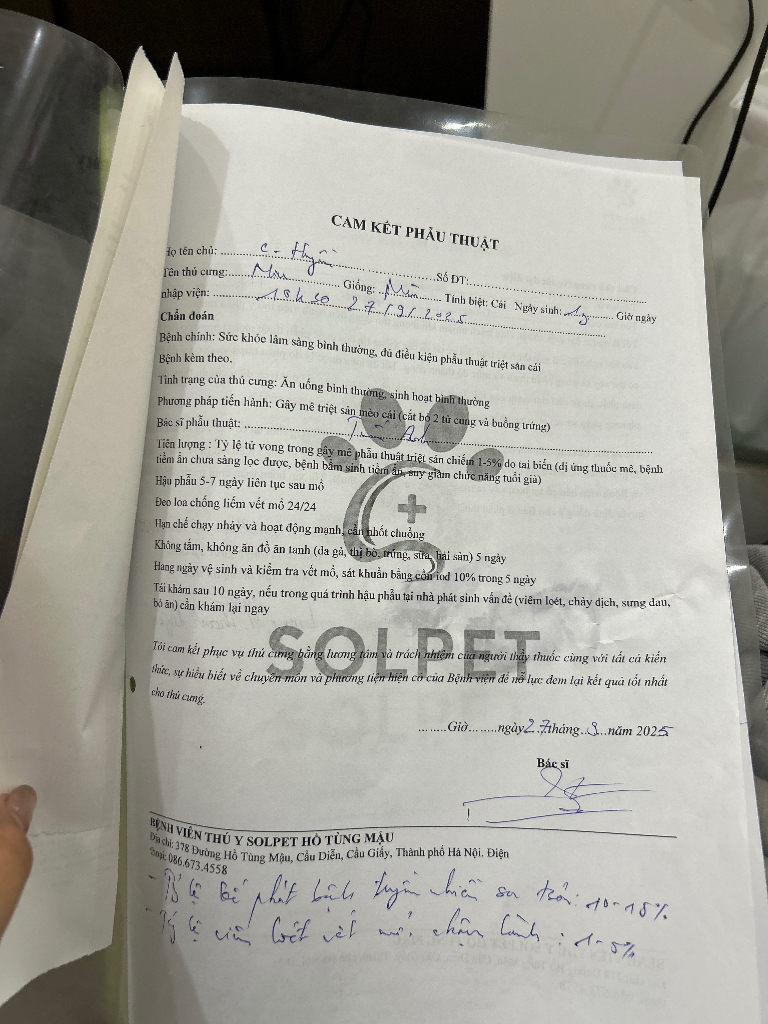 CAM KẾT PHẪU THUẬT
Họ tên chủ: C. Huyền Số ĐT:
Tên thú cưng: Giống: Tính biệt: Cái Ngày sinh: Giờ ngày
nhập viện: 27/9/2025
Chẩn đoán
Bệnh chính: Sức khỏe lâm sàng bình thường, đủ điều kiện phẫu thuật triệt sản cái
Bệnh kèm theo.
Tình trạng của thú cưng: Ăn uống bình thường, sinh hoạt bình thường
Phương pháp tiến hành: Gây mê triệt sản mèo cái (cắt bỏ 2 tử cung và buồng trứng)
Bác sĩ phẫu thuật: Anh
Tiên lượng : Tỷ lệ tử vong trong gây mê phẫu thuật triệt sản chiếm 1-5% do tai biến (dị ứng thuốc mê, bệnh
tiềm ẩn chưa sàng lọc được, bệnh bẩm sinh tiềm ẩn, suy giảm chức năng tuổi già)
Hậu phẫu 5-7 ngày liên tục sau mổ
Đeo loa chống liếm vết mổ 24/24
Hạn chế chạy nhảy và hoạt động mạnh, cần nhốt chuồng
Không tắm, không ăn đồ ăn tanh (da gà, thị bò, trứng, sữa, hải sản) 5 ngày
Hàng ngày vệ sinh và kiểm tra vết mổ, sát khuẩn bằng cồn iod 10% trong 5 ngày
Tái khám sau 10 ngày, nếu trong quá trình hậu phẫu tại nhà phát sinh vấn đề (viêm loét, chảy dịch, sưng đau,
bỏ ăn) cần khám lại ngay
SOLPET
Tôi cam kết phục vụ thú cưng bằng lương tâm và trách nhiệm của người thầy thuốc cùng với tất cả kiến
thức, sự hiểu biết về chuyên môn và phương tiện hiện có của Bệnh viện để nỗ lực đem lại kết quả tốt nhất
cho thú cưng.
........Giờ........ngày 27 tháng 9 năm 2025
Bác sĩ
BỆNH VIỆN THÚ Y SOLPET HỒ TÙNG MẬU
Địa chỉ: 378 Đường Hồ Tùng Mậu, Cầu Diễn, Cầu Giấy, Thành phố Hà Nội. Điện
thoại: 086.673.4558
- Tỷ lệ kế phát bệnh truyền nhiễm sau triệt sản: 10-15%
- Tỷ lệ viêm loét vết mổ, chậm lành: 1-5%